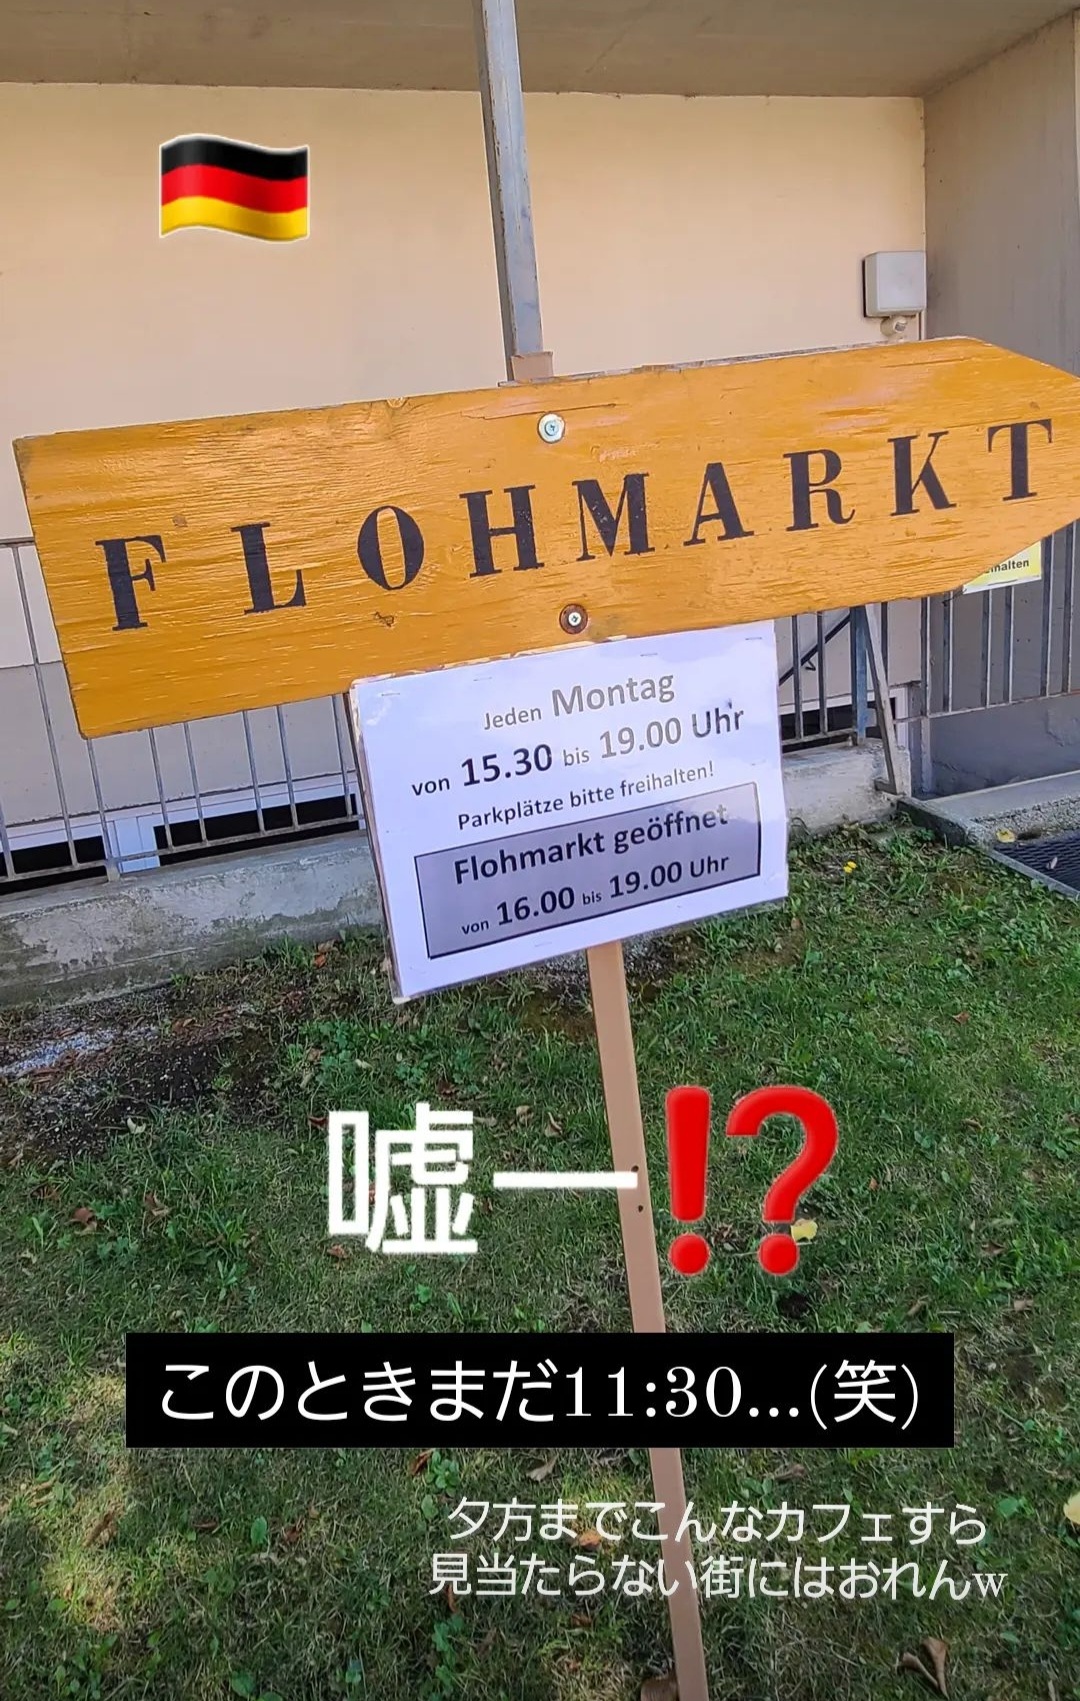 FLOHMARKT
Jeden Montag
von 15.30 bis 19.00 Uhr
Parkplätze bitte freihalten!
Flohmarkt geöffnet
von 16.00 bis 19.00 Uhr
嘘ー⁉️
このときまだ11:30...(笑)
夕方までこんなカフェすら
見当たらない街にはおれんw